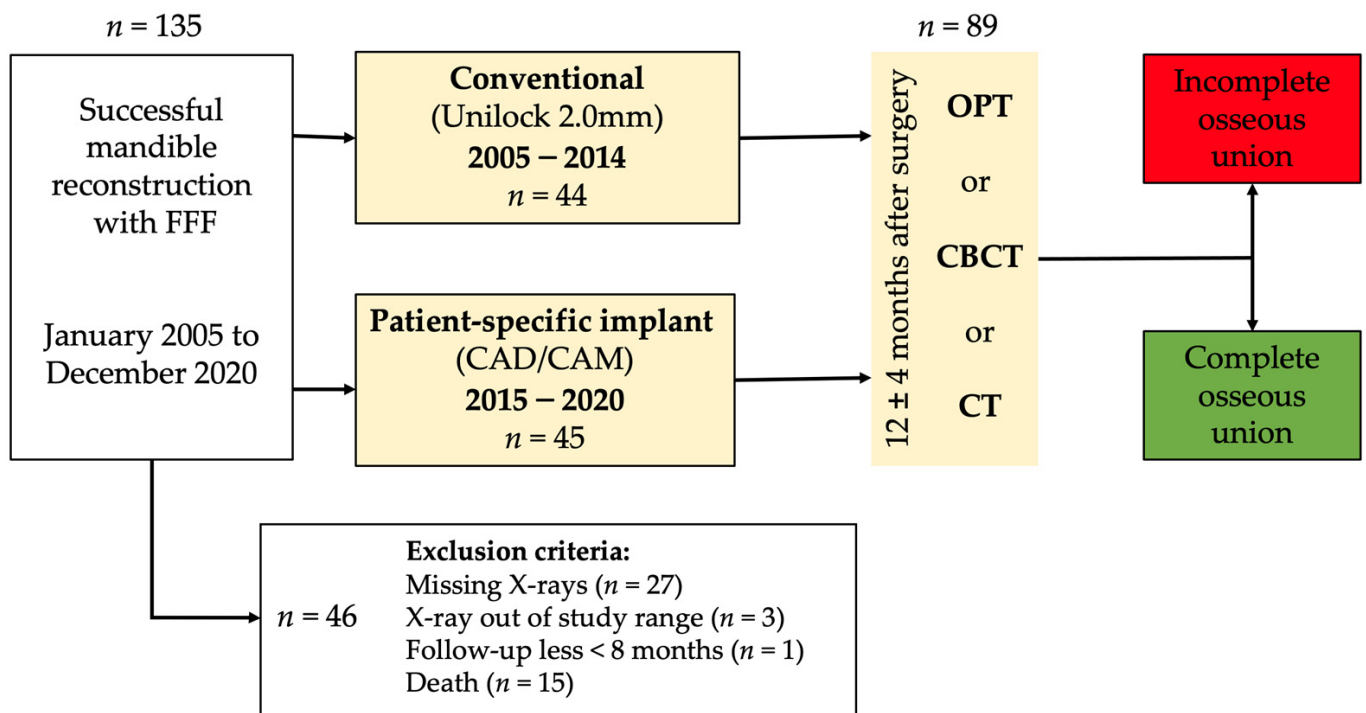 n = 135
Successful
mandible
reconstruction
with FFF
January 2005 to
December 2020
Conventional
(Unilock 2.0mm)
2005 – 2014
n = 44
Patient-specific implant
(CAD/CAM)
2015 – 2020
n = 45
n = 46
Exclusion criteria:
Missing X-rays (n = 27)
X-ray out of study range (n = 3)
Follow-up less < 8 months (n = 1)
Death (n = 15)
n = 89
12 ± 4 months after surgery
OPT
or
CBCT
or
CT
Incomplete
osseous
union
Complete
osseous
union